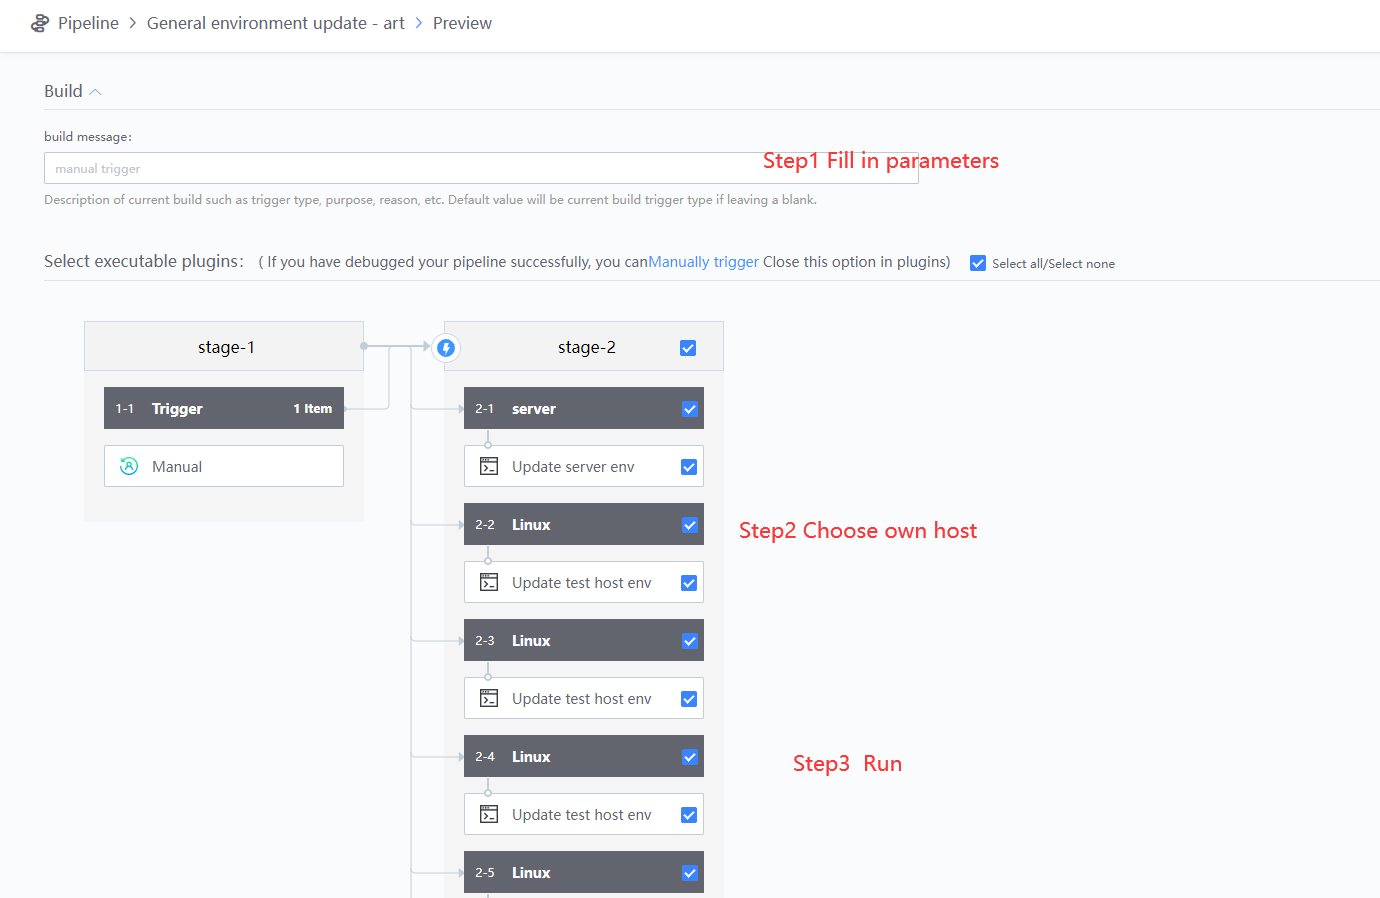 Pipeline > General environment update - art > Preview
Build
build message:
manual trigger
Step1 Fill in parameters
Description of current build such as trigger type, purpose, reason, etc. Default value will be current build trigger type if leaving a blank.
Select executable plugins: ( If you have debugged your pipeline successfully, you canManually trigger Close this option in plugins) Select all/Select none
stage-1
stage-2
1-1 Trigger 1 Item
2-1 server
Manual
Update server env
2-2 Linux
Step2 Choose own host
Update test host env
2-3 Linux
Update test host env
2-4 Linux
Step3 Run
Update test host env
2-5 Linux